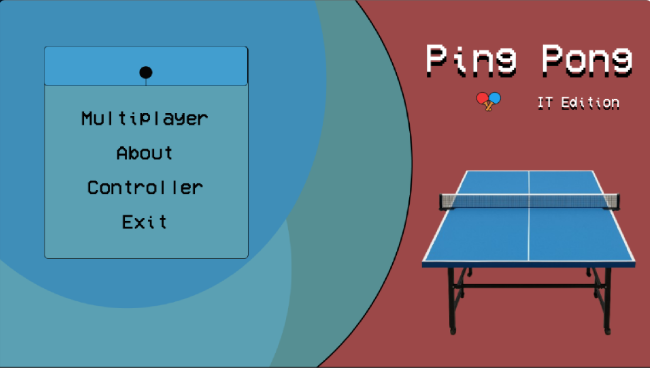 Ping Pong
IT Edition
Multiplayer
About
Controller
Exit